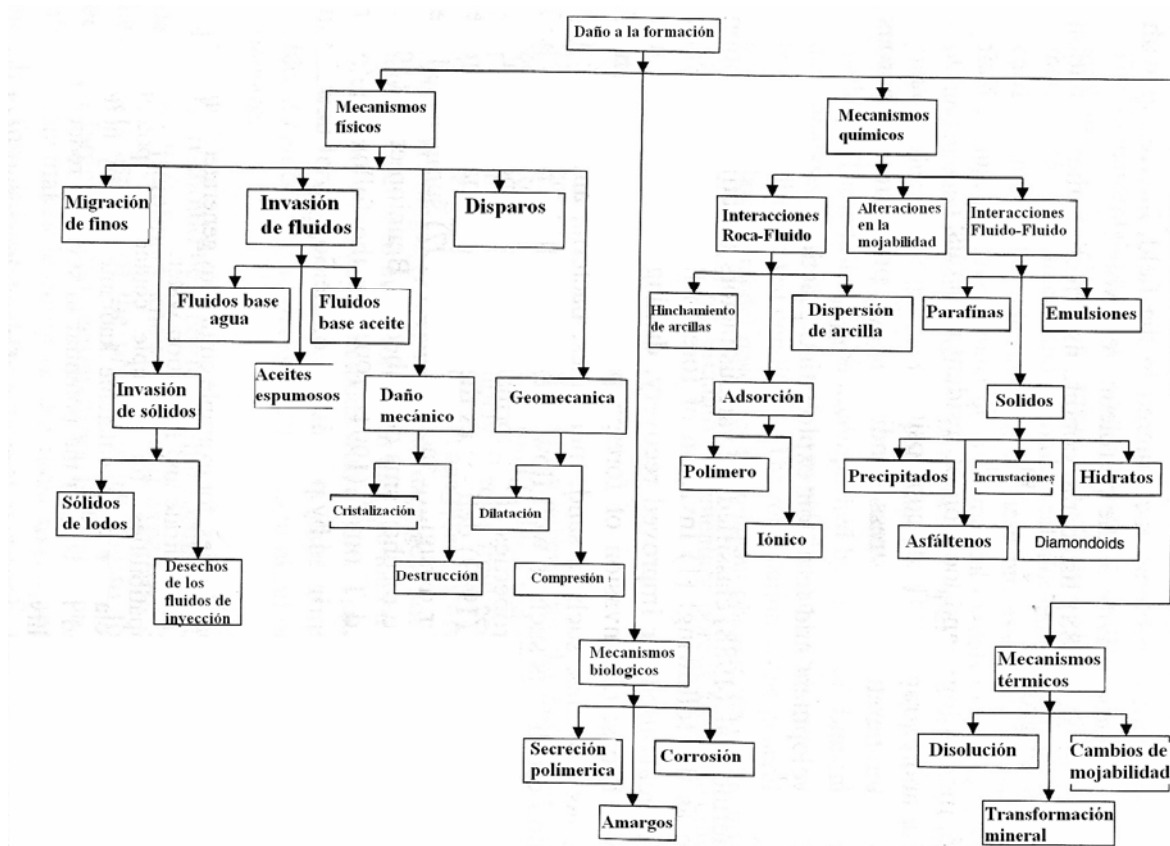 Daño a la formación
Mecanismos
físicos
Mecanismos
químicos
Migración
de finos
Invasión
de fluidos
Disparos
Interacciones
Roca-Fluido
Alteraciones
en la
mojabilidad
Interacciones
Fluido-Fluido
Fluidos base
agua
Fluidos
base aceite
Hinchamiento
de arcillas
Dispersión
de arcilla
Parafínas
Emulsiones
Invasión
de sólidos
Aceites
espumosos
Daño
mecánico
Geomecanica
Adsorción
Solidos
Sólidos
de lodos
Cristalización
Dilatación
Polímero
Precipitados
Incrustaciones
Hidratos
Iónico
Asfáltenos
Diamondoids
Desechos
de los
fluidos de
inyección
Destrucción
Compresión
Mecanismos
biologicos
Mecanismos
térmicos
Secreción
polímerica
Corrosión
Disolución
Cambios de
mojabilidad
Amargos
Transformación
mineral